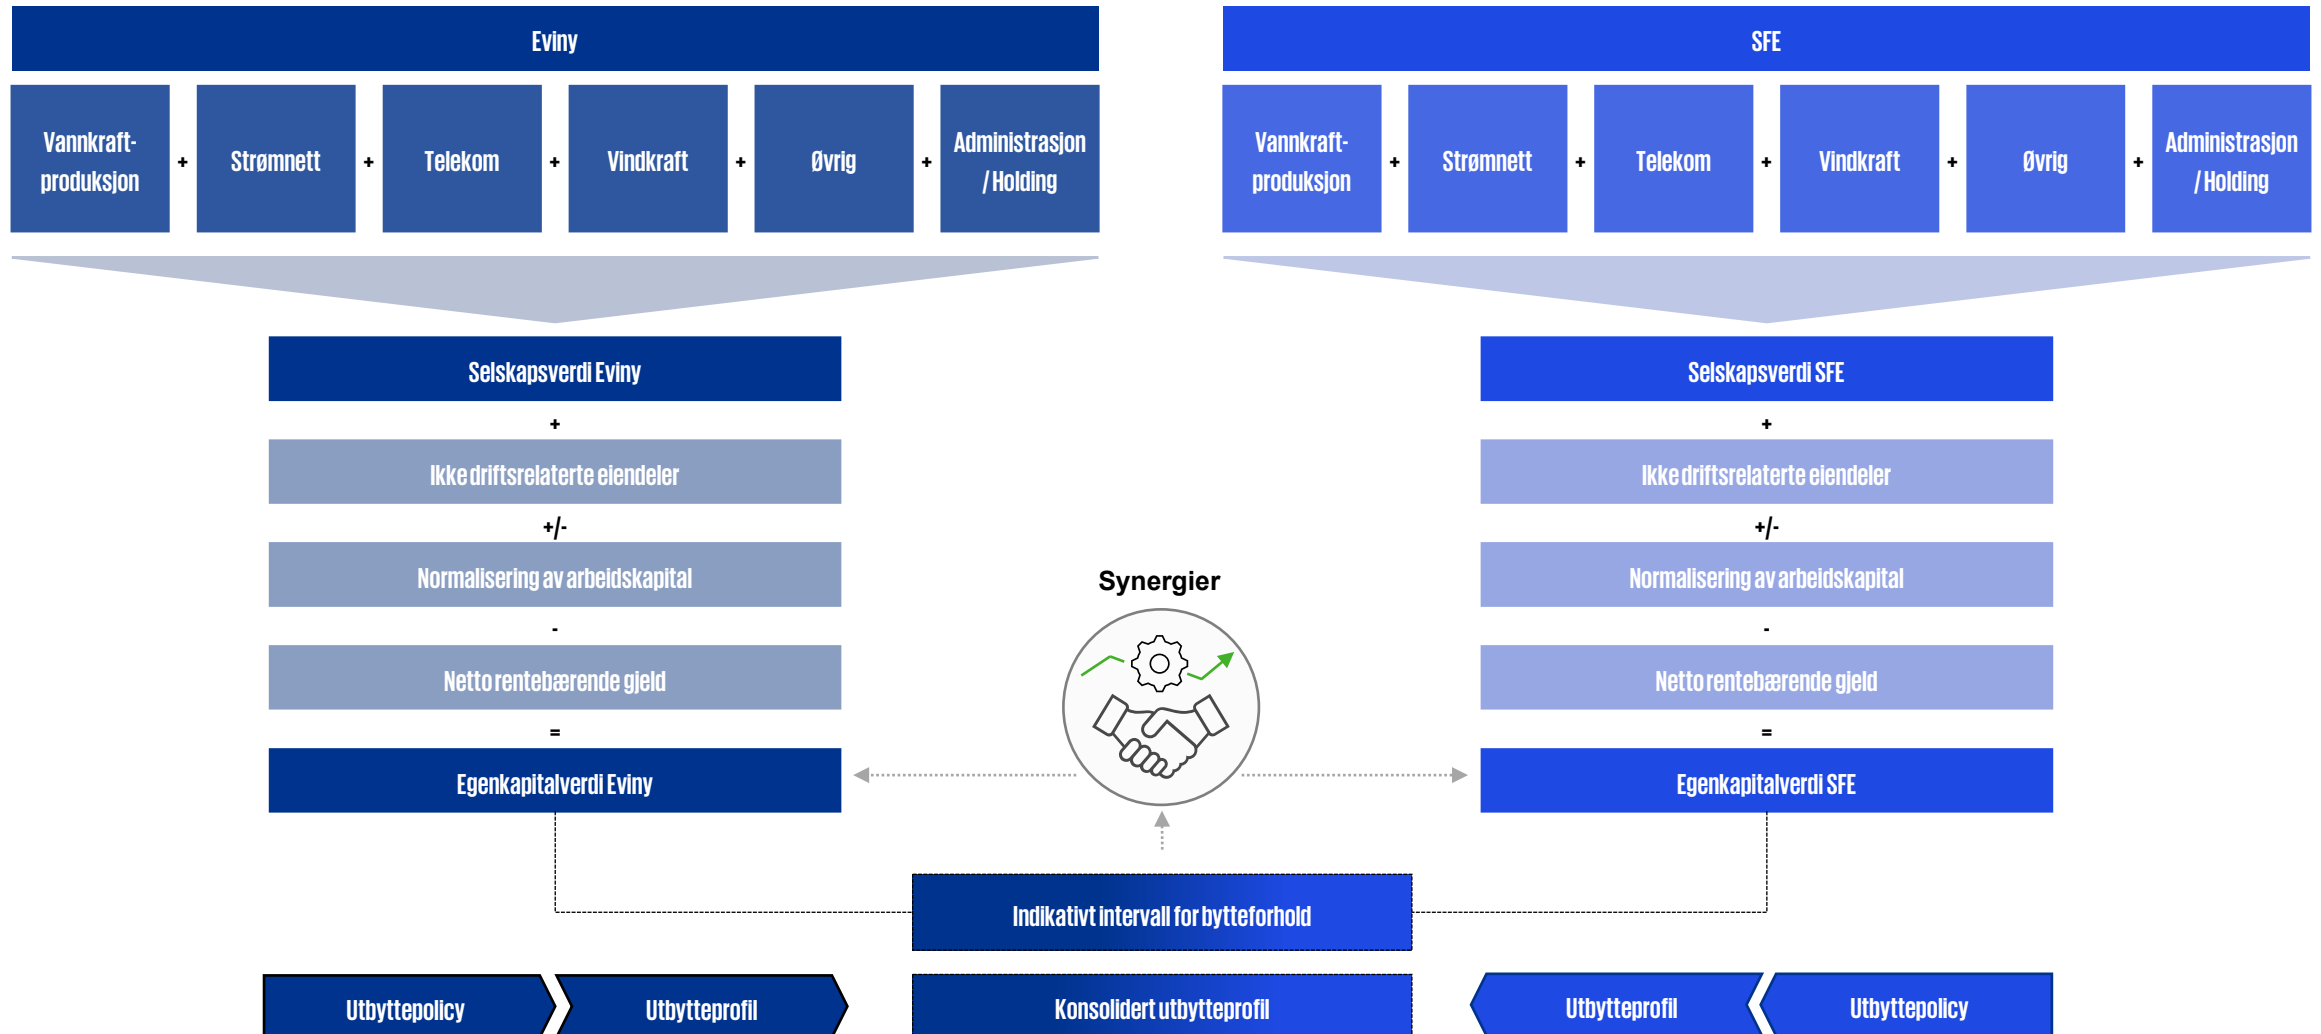 Eviny
Vannkraft-
produksjon
+
Strømnett
+
Telekom
+
Vindkraft
+
Øvrig
+
Administrasjon
/ Holding
Selskapsverdi Eviny
+
Ikke driftsrelaterte eiendeler
+/-
Normalisering av arbeidskapital
-
Netto rentebærende gjeld
=
Egenkapitalverdi Eviny
SFE
Vannkraft-
produksjon
+
Strømnett
+
Telekom
+
Vindkraft
+
Øvrig
+
Administrasjon
/ Holding
Selskapsverdi SFE
+
Ikke driftsrelaterte eiendeler
+/-
Normalisering av arbeidskapital
-
Netto rentebærende gjeld
=
Egenkapitalverdi SFE
Synergier
Indikativt intervall for bytteforhold
Utbyttepolicy
Utbytteprofil
Konsolidert utbytteprofil
Utbytteprofil
Utbyttepolicy